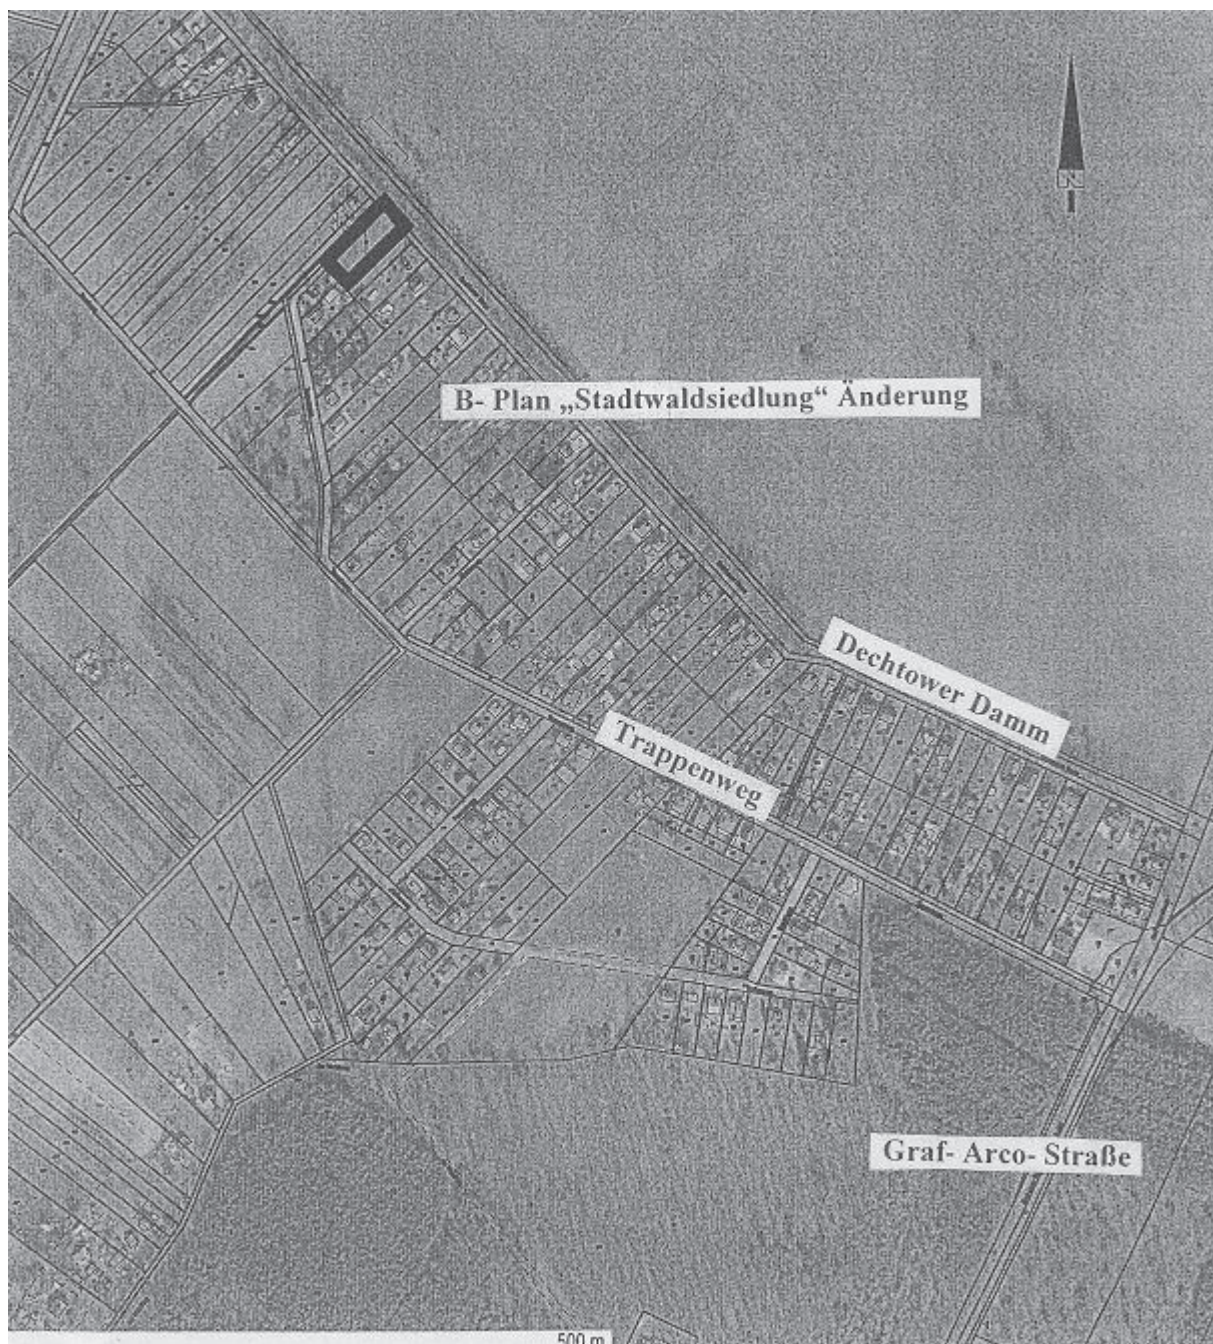 N
B- Plan „Stadtwaldsiedlung“ Änderung
Dechtower Damm
Trappenweg
Graf- Arco- Straße
500 m